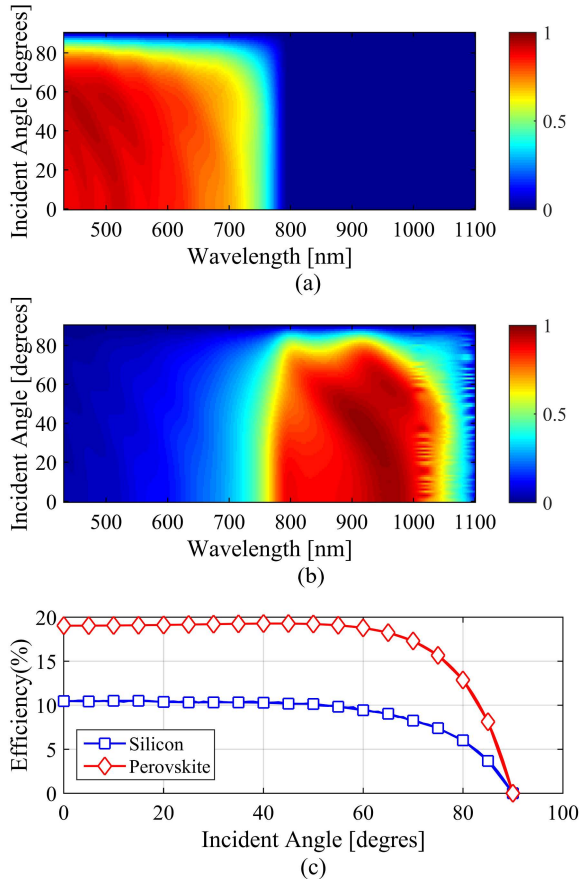 80
60
40
20
0
Incident Angle [degrees]
500 600 700 800 900 1000 1100
Wavelength [nm]
1
0.5
0
(a)
80
60
40
20
0
Incident Angle [degrees]
500 600 700 800 900 1000 1100
Wavelength [nm]
1
0.5
0
(b)
20
15
10
5
0
Efficiency(%)
Silicon
Perovskite
0 20 40 60 80 100
Incident Angle [degres]
(c)